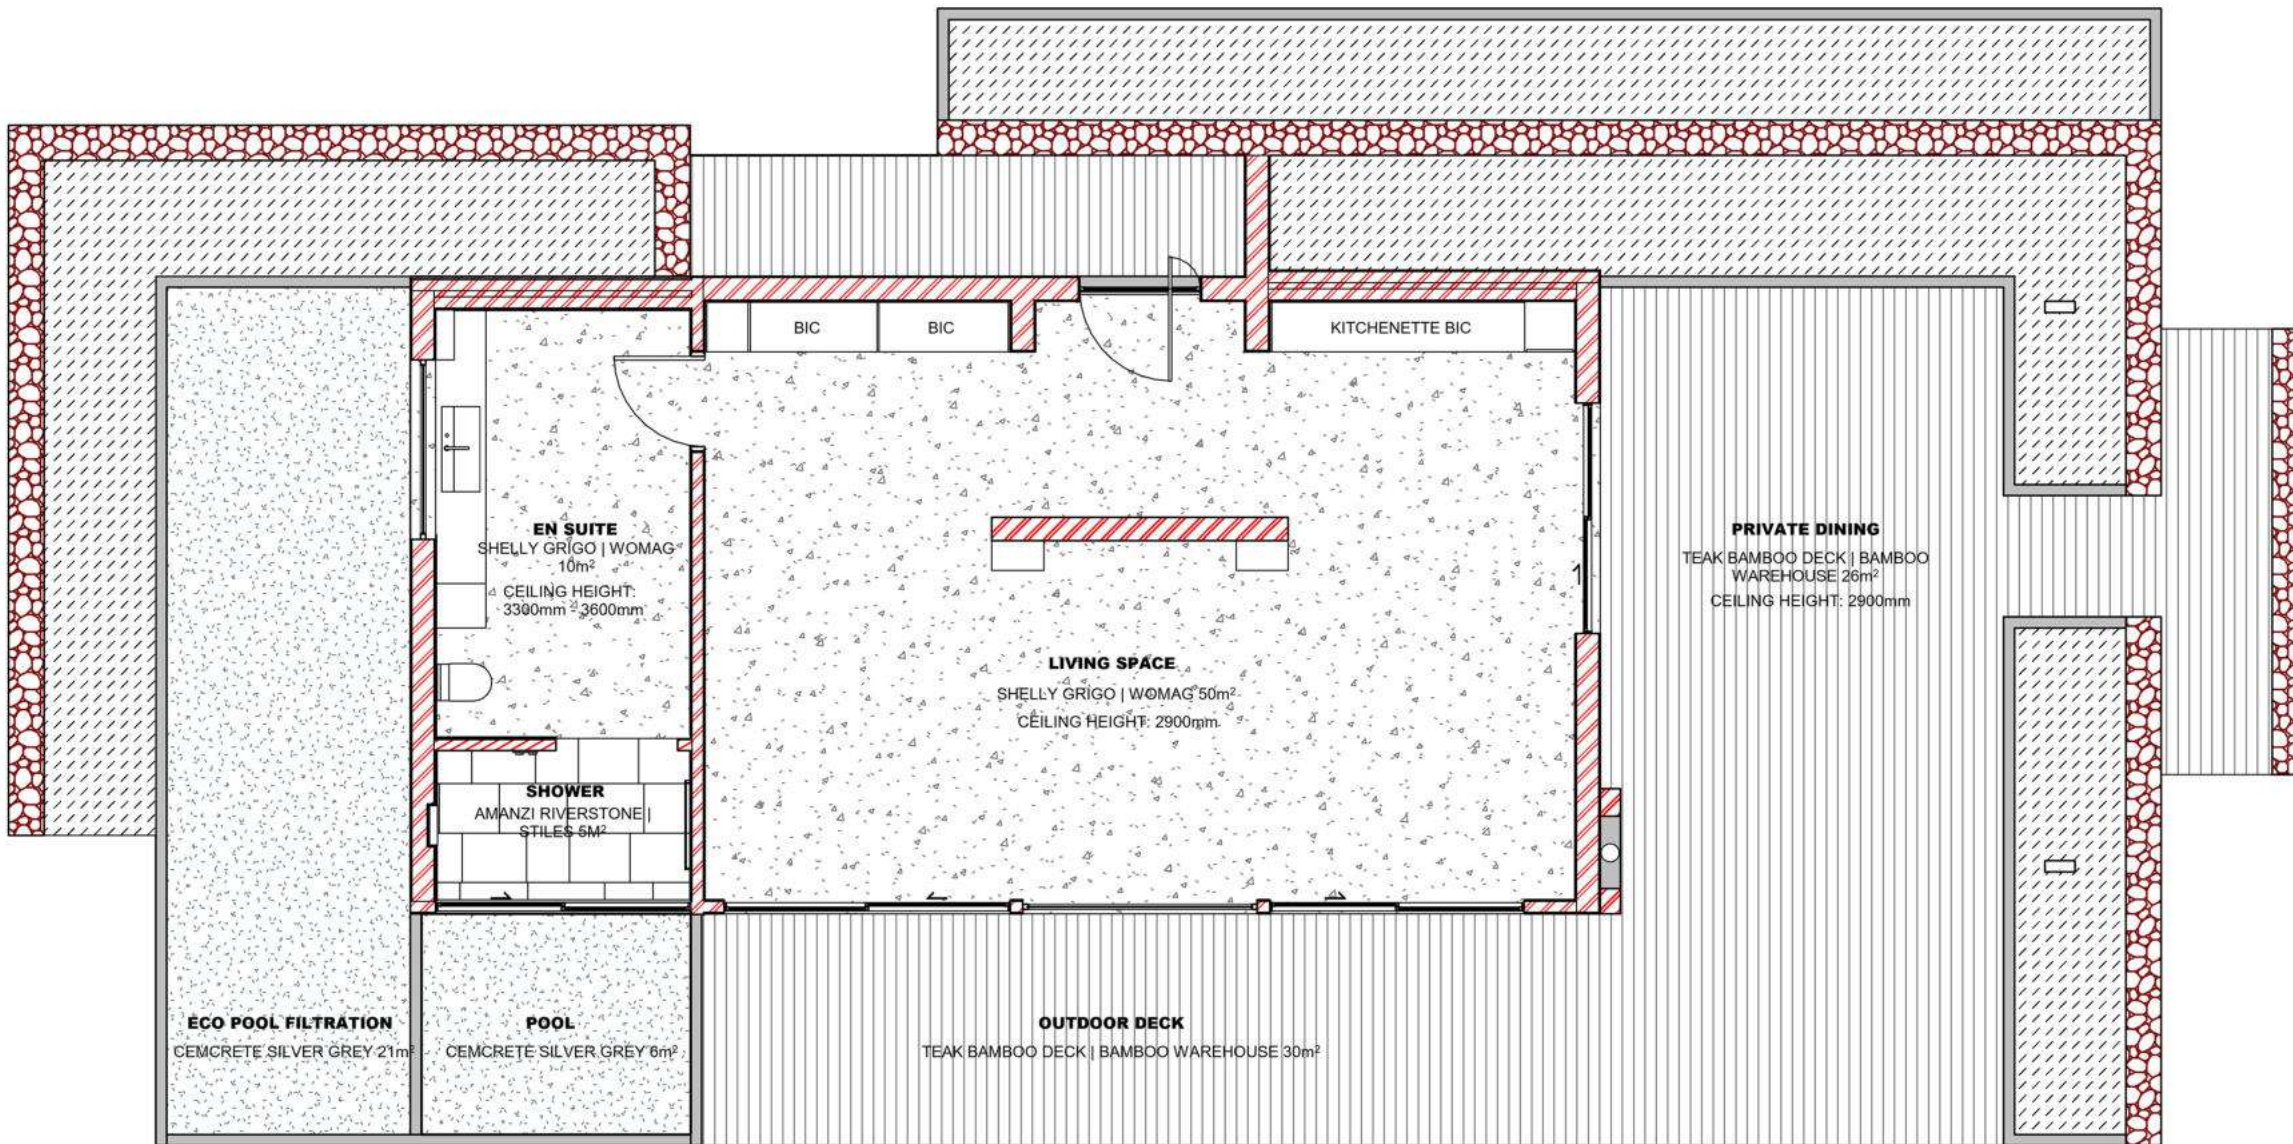 BIC
BIC
KITCHENETTE BIC
EN SUITE
SHELLY GRIGO | WOMAG
10m²
CEILING HEIGHT:
3300mm - 3600mm
PRIVATE DINING
TEAK BAMBOO DECK | BAMBOO
WAREHOUSE 26m²
CEILING HEIGHT: 2900mm
LIVING SPACE
SHELLY GRIGO | WOMAG 50m²
CEILING HEIGHT: 2900mm
SHOWER
AMANZI RIVERSTONE |
STILES 5M²
ECO POOL FILTRATION
CEMCRETE SILVER GREY 21m²
POOL
CEMCRETE SILVER GREY 6m²
OUTDOOR DECK
TEAK BAMBOO DECK | BAMBOO WAREHOUSE 30m²